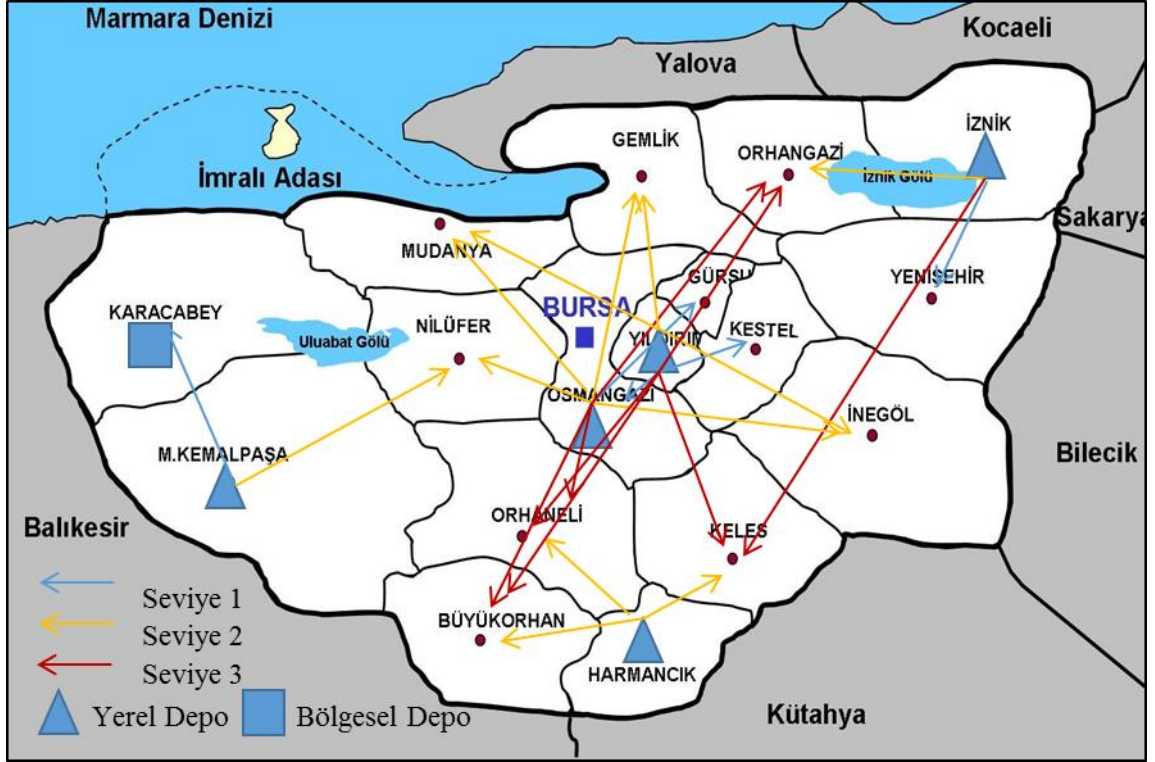 Marmara Denizi
Kocaeli
Yalova
İZNİK
GEMLİK
ORHANGAZİ
İznik Gölü
İmralı Adası
Sakarya
MUDANYA
YENİŞEHİR
GÜRSU
KARACABEY
BURSA
NİLÜFER
KESTEL
Uluabat Gölü
YILDIRIM
OSMANGAZİ
İNEGÖL
M.KEMALPAŞA
Bilecik
ORHANELİ
KELES
Balıkesir
Seviye 1
BÜYÜKORHAN
Seviye 2
Seviye 3
HARMANCIK
Yerel Depo
Bölgesel Depo
Kütahya